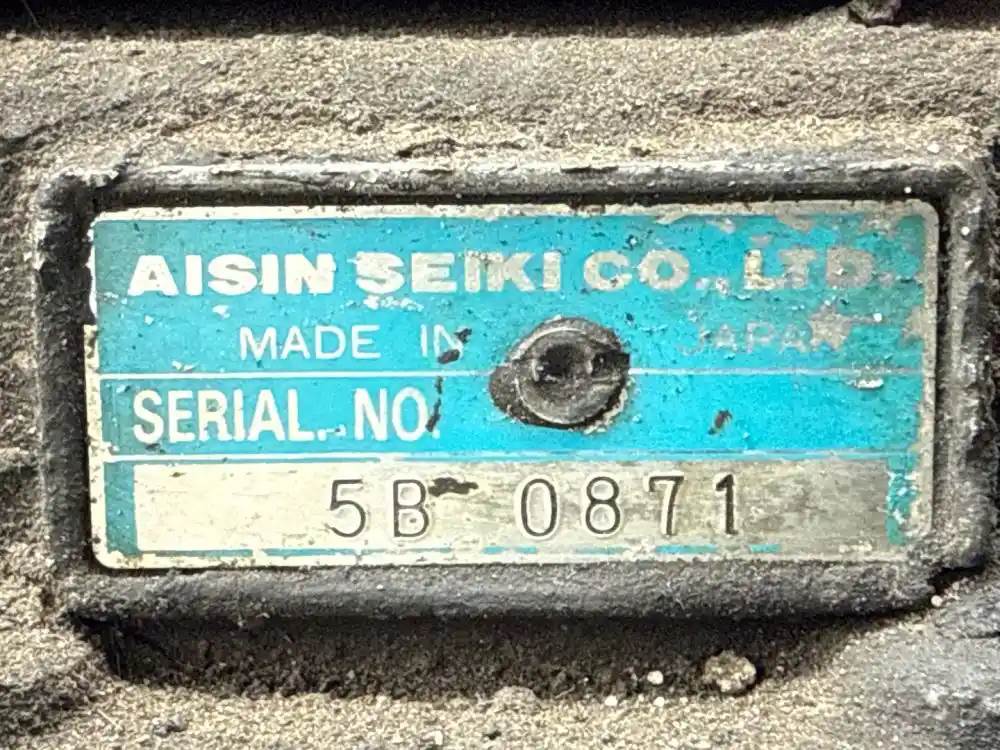 AISIN SEIKI CO., LTD.
MADE IN JAPAN
SERIAL. NO.
5B 0871